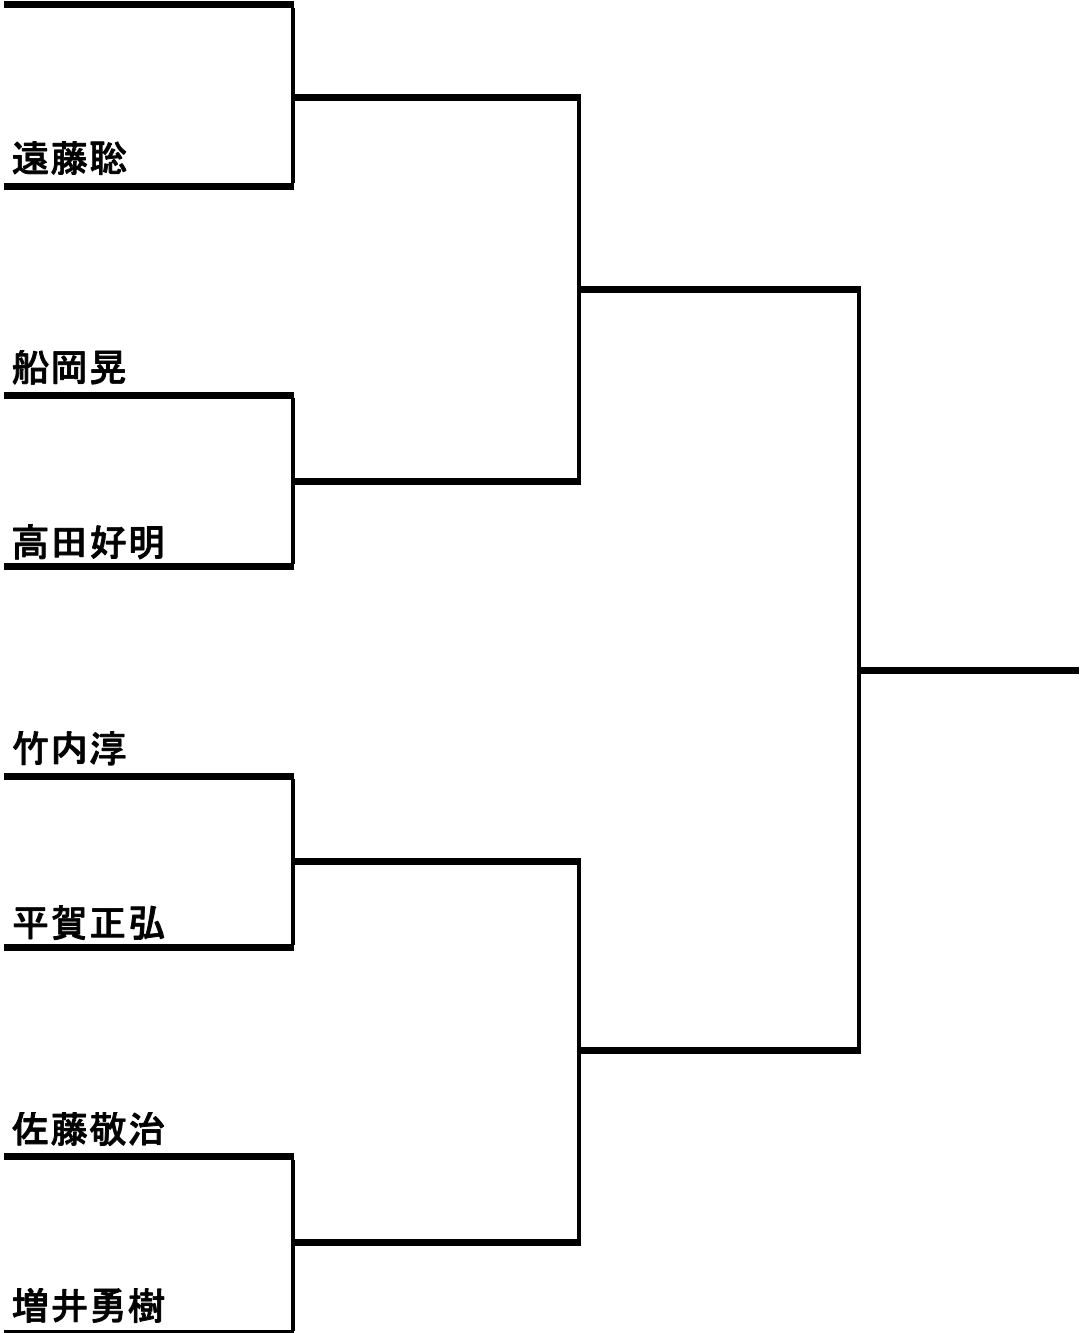 遠藤聡
船岡晃
高田好明
竹内淳
平賀正弘
佐藤敬治
増井勇樹